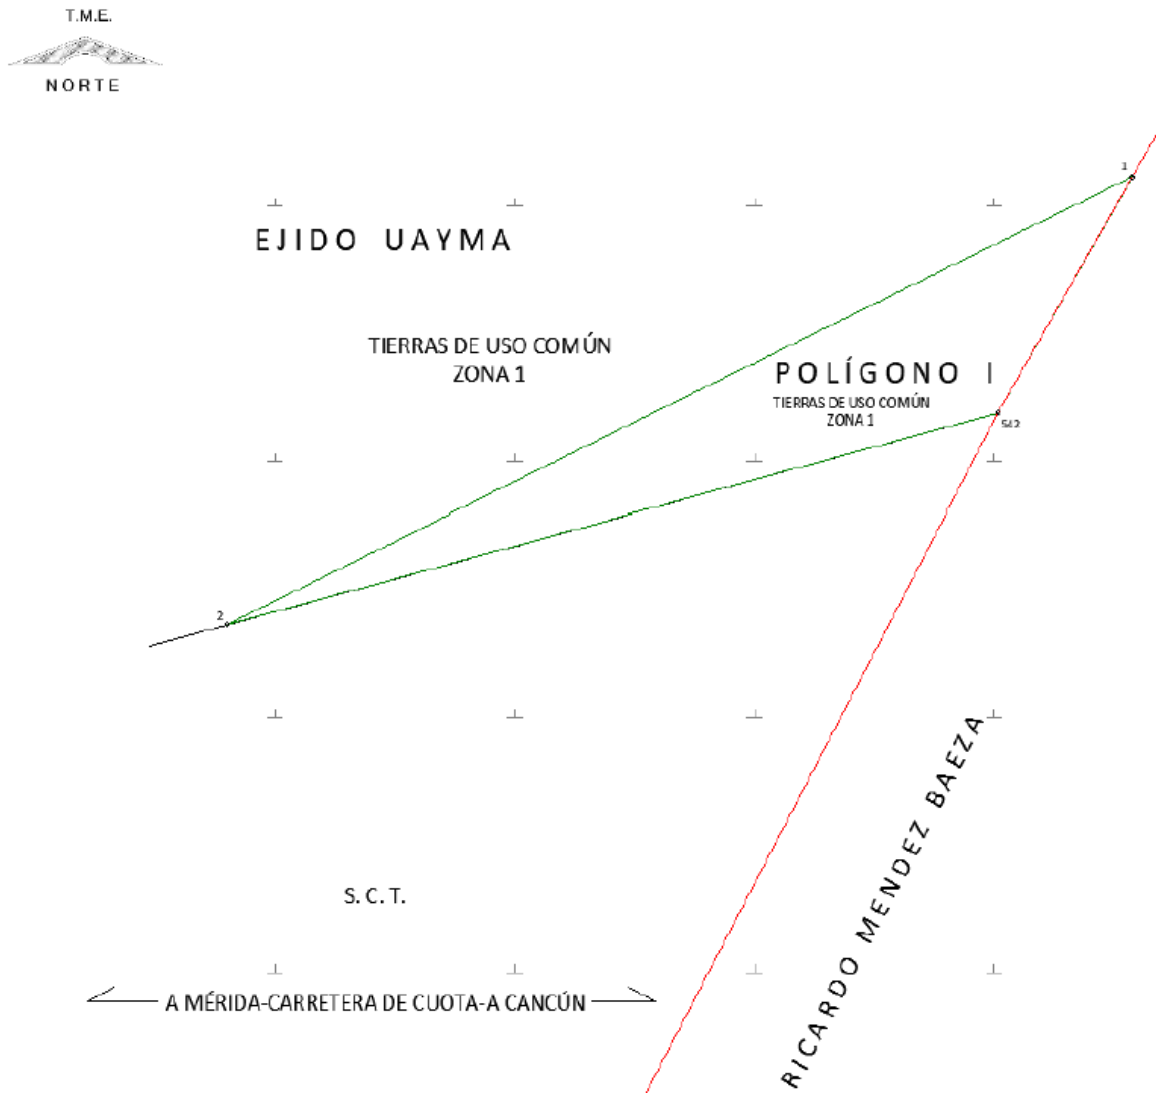 T.M.E.
NORTE
1
EJIDO UAYMA
TIERRAS DE USO COMÚN
ZONA 1
POLÍGONO I
TIERRAS DE USO COMÚN
ZONA 1
542
2
RICARDO MENDEZ BAEZA
S. C. T.
A MÉRIDA-CARRETERA DE CUOTA-A CANCÚN